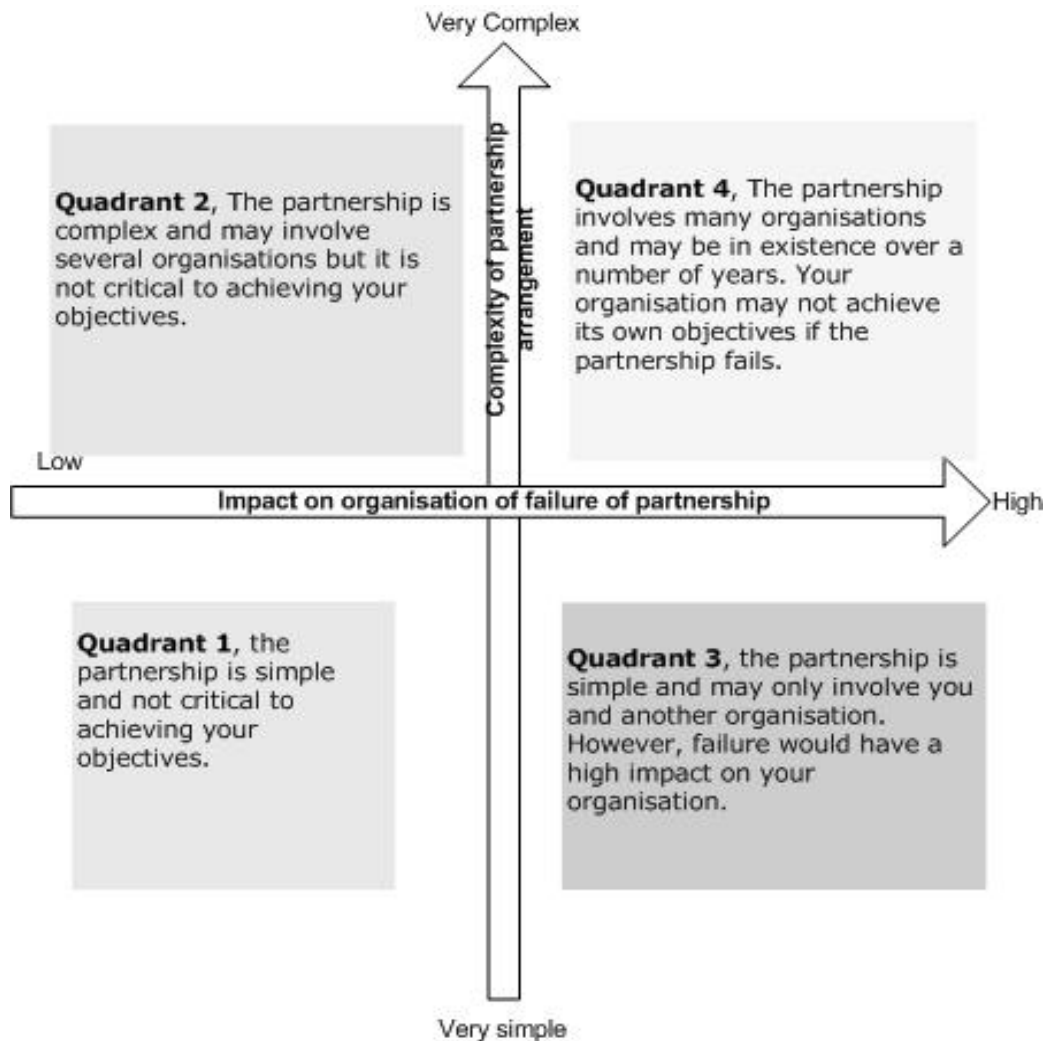 Very Complex
Quadrant 2, The partnership is
complex and may involve
several organisations but it is
not critical to achieving your
objectives.
Complexity of partnership
arrangement
Quadrant 4, The partnership
involves many organisations
and may be in existence over a
number of years. Your
organisation may not achieve
its own objectives if the
partnership fails.
Low
Impact on organisation of failure of partnership
High
Quadrant 1, the
partnership is simple
and not critical to
achieving your
objectives.
Quadrant 3, the partnership is
simple and may only involve you
and another organisation.
However, failure would have a
high impact on your
organisation.
Very simple